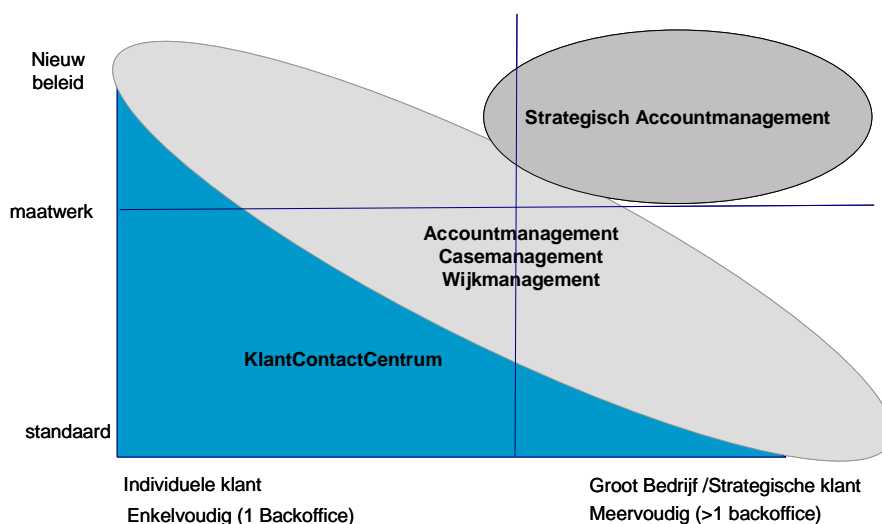 Nieuw
beleid
Strategisch Accountmanagement
maatwerk
Accountmanagement
Casemanagement
Wijkmanagement
KlantContactCentrum
standaard
Individuele klant
Groot Bedrijf /Strategische klant
Enkelvoudig (1 Backoffice)
Meervoudig (>1 backoffice)